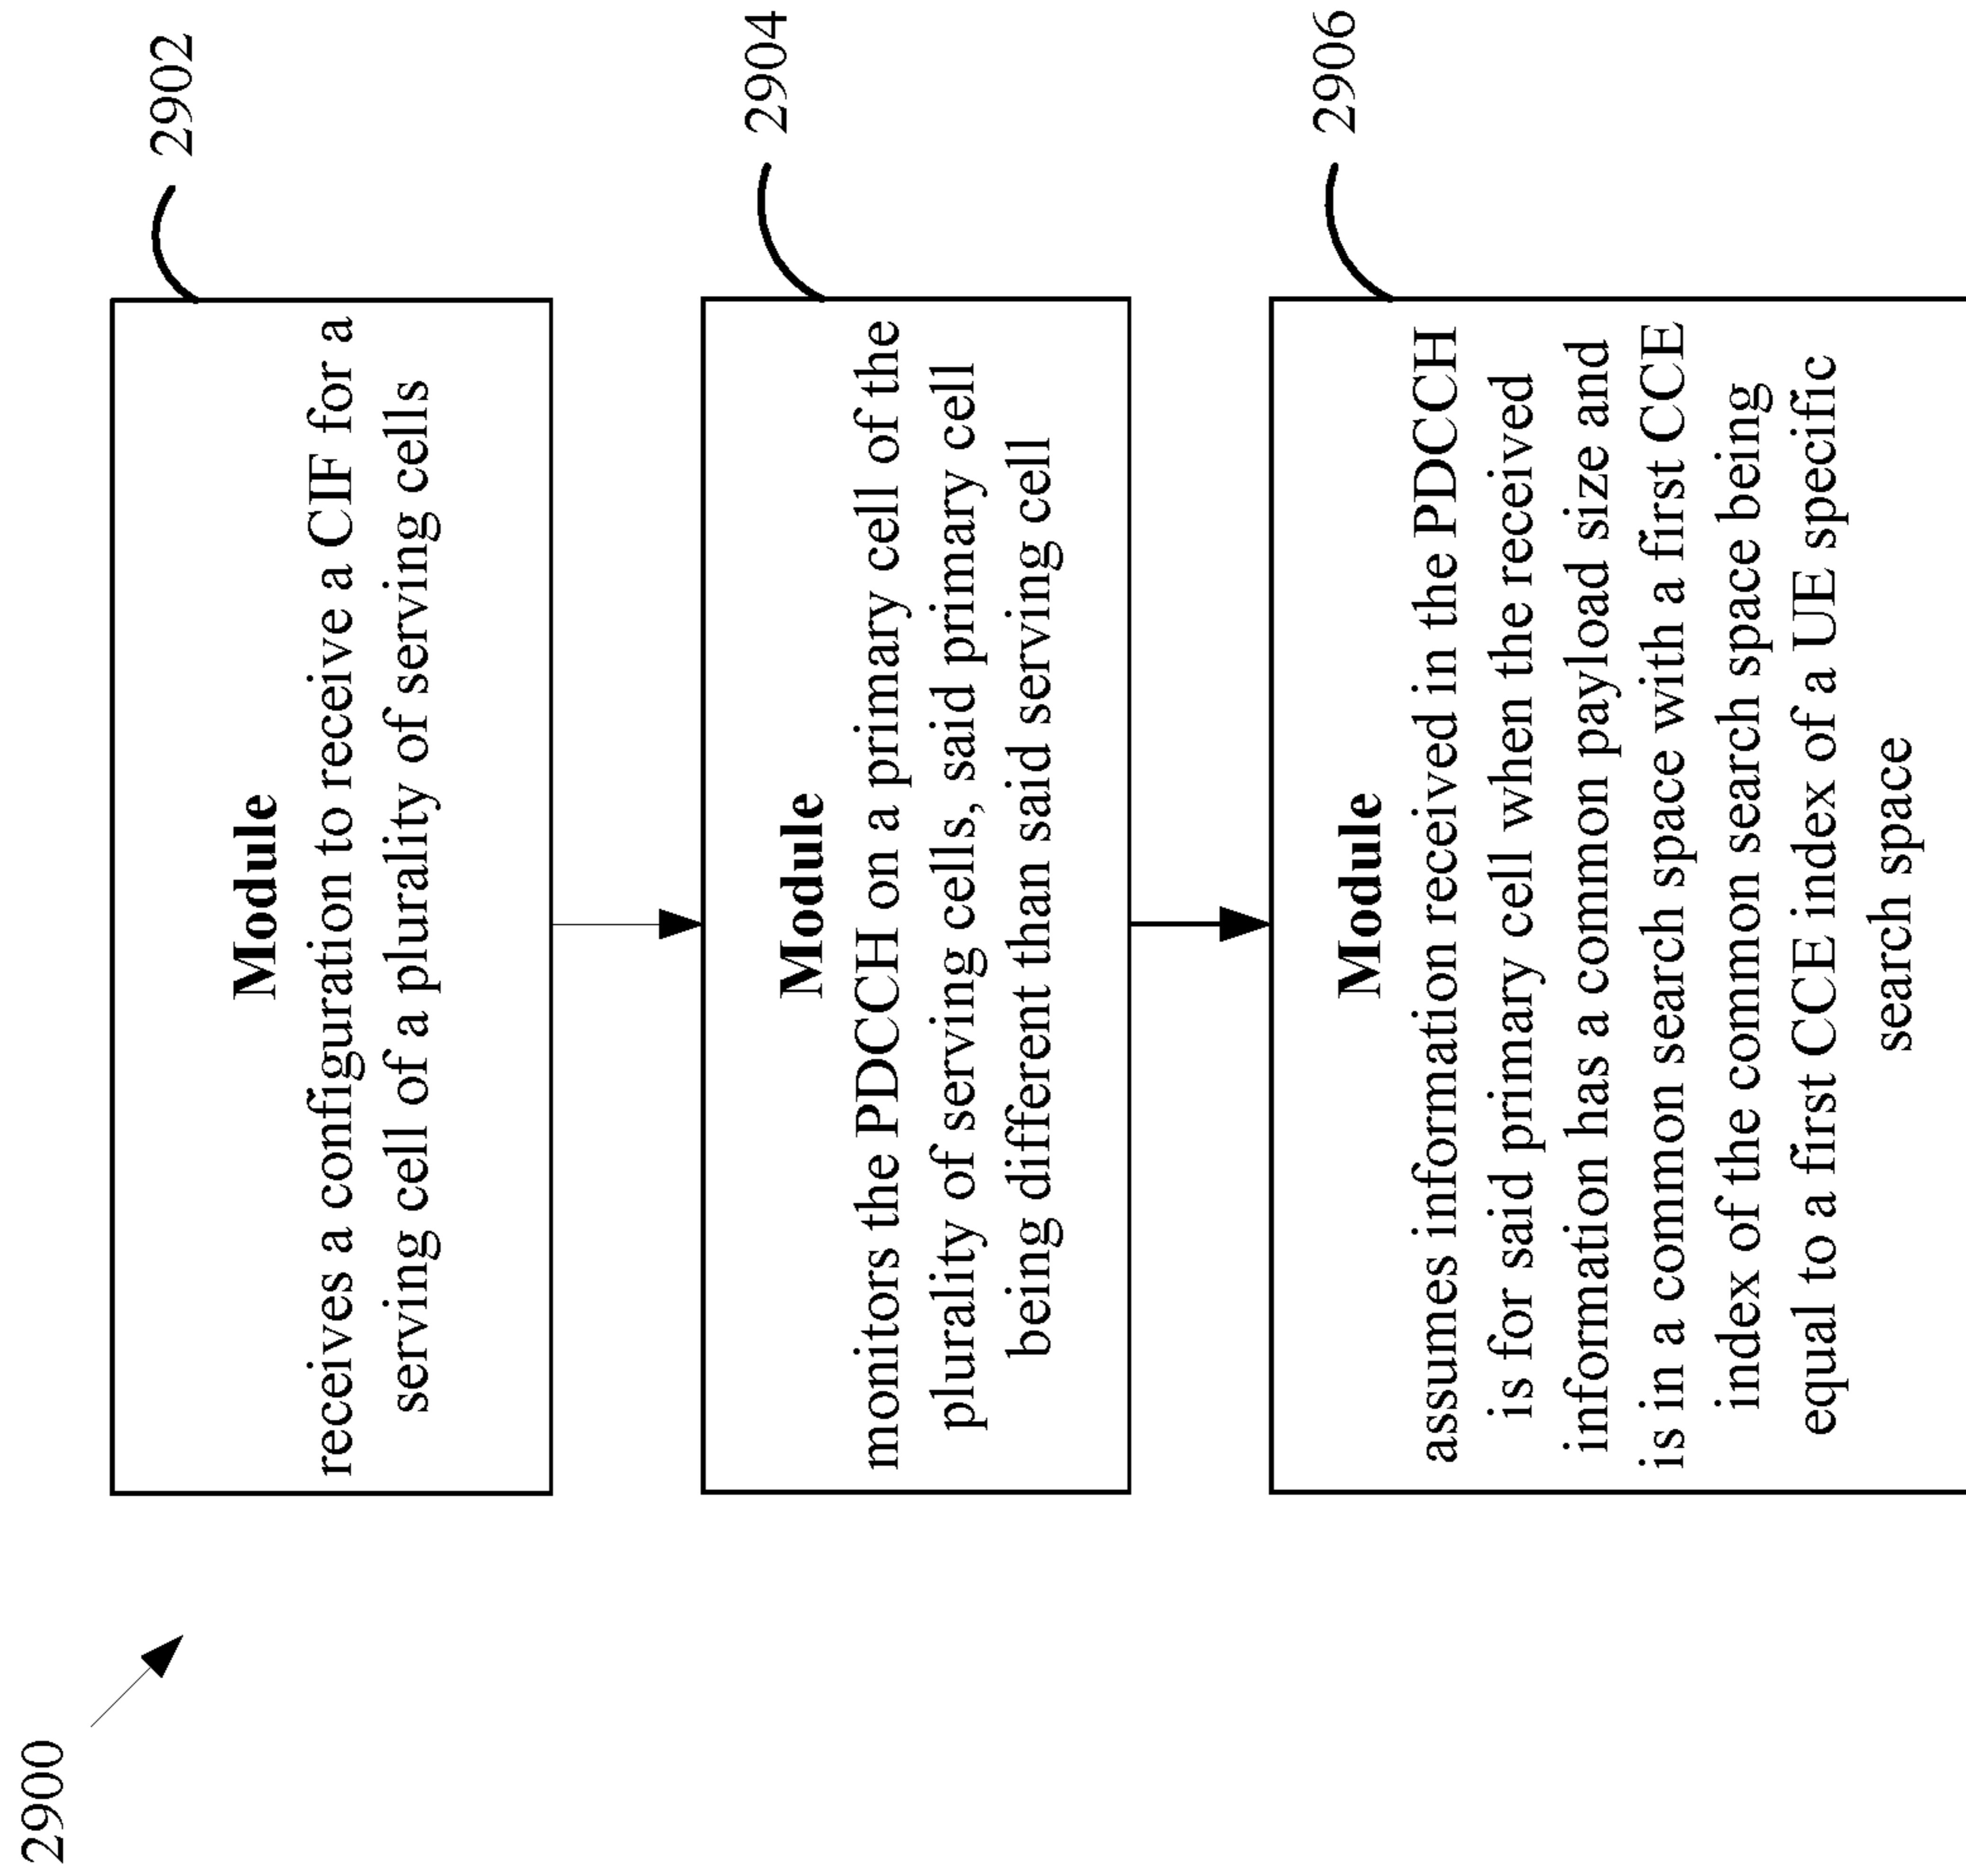 2900
2902
Module
receives a configuration to receive a CIF for a
serving cell of a plurality of serving cells
2904
Module
monitors the PDCCH on a primary cell of the
plurality of serving cells, said primary cell
being different than said serving cell
2906
Module
assumes information received in the PDCCH
is for said primary cell when the received
information has a common payload size and
is in a common search space with a first CCE
index of the common search space being
equal to a first CCE index of a UE specific
search space